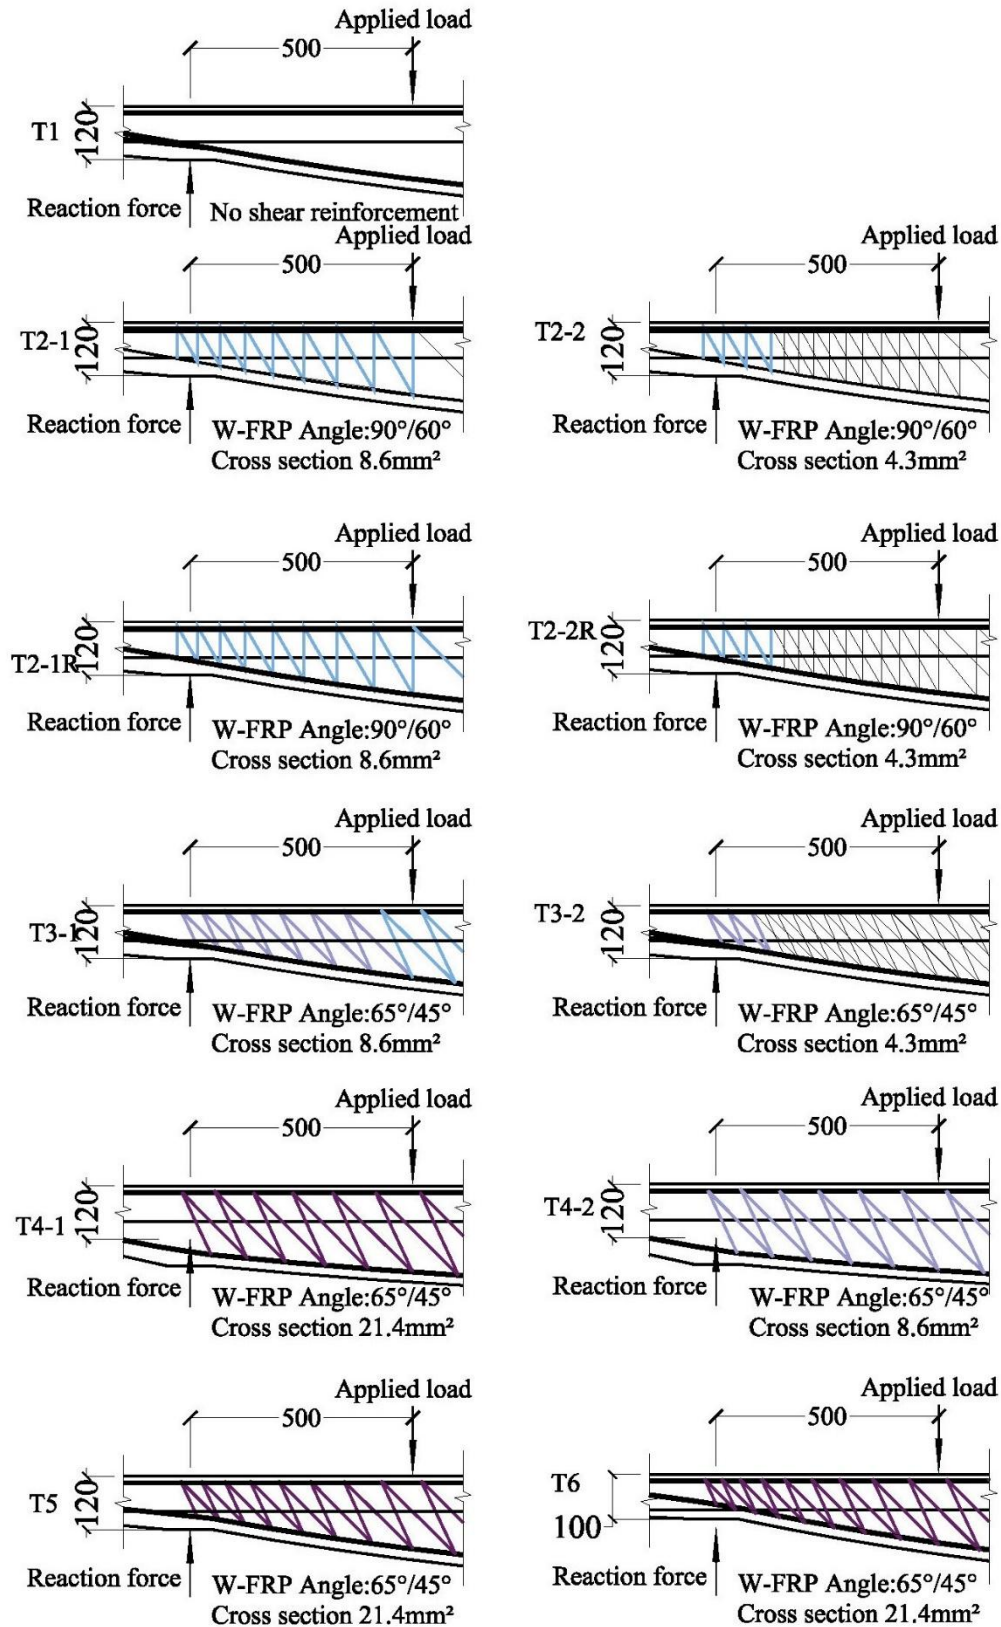 Applied load
500
T1
120
Reaction force
No shear reinforcement
Applied load
500
T2-1
120
Reaction force
W-FRP Angle:90°/60°
Cross section 8.6mm²
Applied load
500
T2-2
120
Reaction force
W-FRP Angle:90°/60°
Cross section 4.3mm²
Applied load
500
T2-1R
120
Reaction force
W-FRP Angle:90°/60°
Cross section 8.6mm²
Applied load
500
T2-2R
120
Reaction force
W-FRP Angle:90°/60°
Cross section 4.3mm²
Applied load
500
T3-1
120
Reaction force
W-FRP Angle:65°/45°
Cross section 8.6mm²
Applied load
500
T3-2
120
Reaction force
W-FRP Angle:65°/45°
Cross section 4.3mm²
Applied load
500
T4-1
120
Reaction force
W-FRP Angle:65°/45°
Cross section 21.4mm²
Applied load
500
T4-2
120
Reaction force
W-FRP Angle:65°/45°
Cross section 8.6mm²
Applied load
500
T5
120
Reaction force
W-FRP Angle:65°/45°
Cross section 21.4mm²
Applied load
500
T6
100
Reaction force
W-FRP Angle:65°/45°
Cross section 21.4mm²